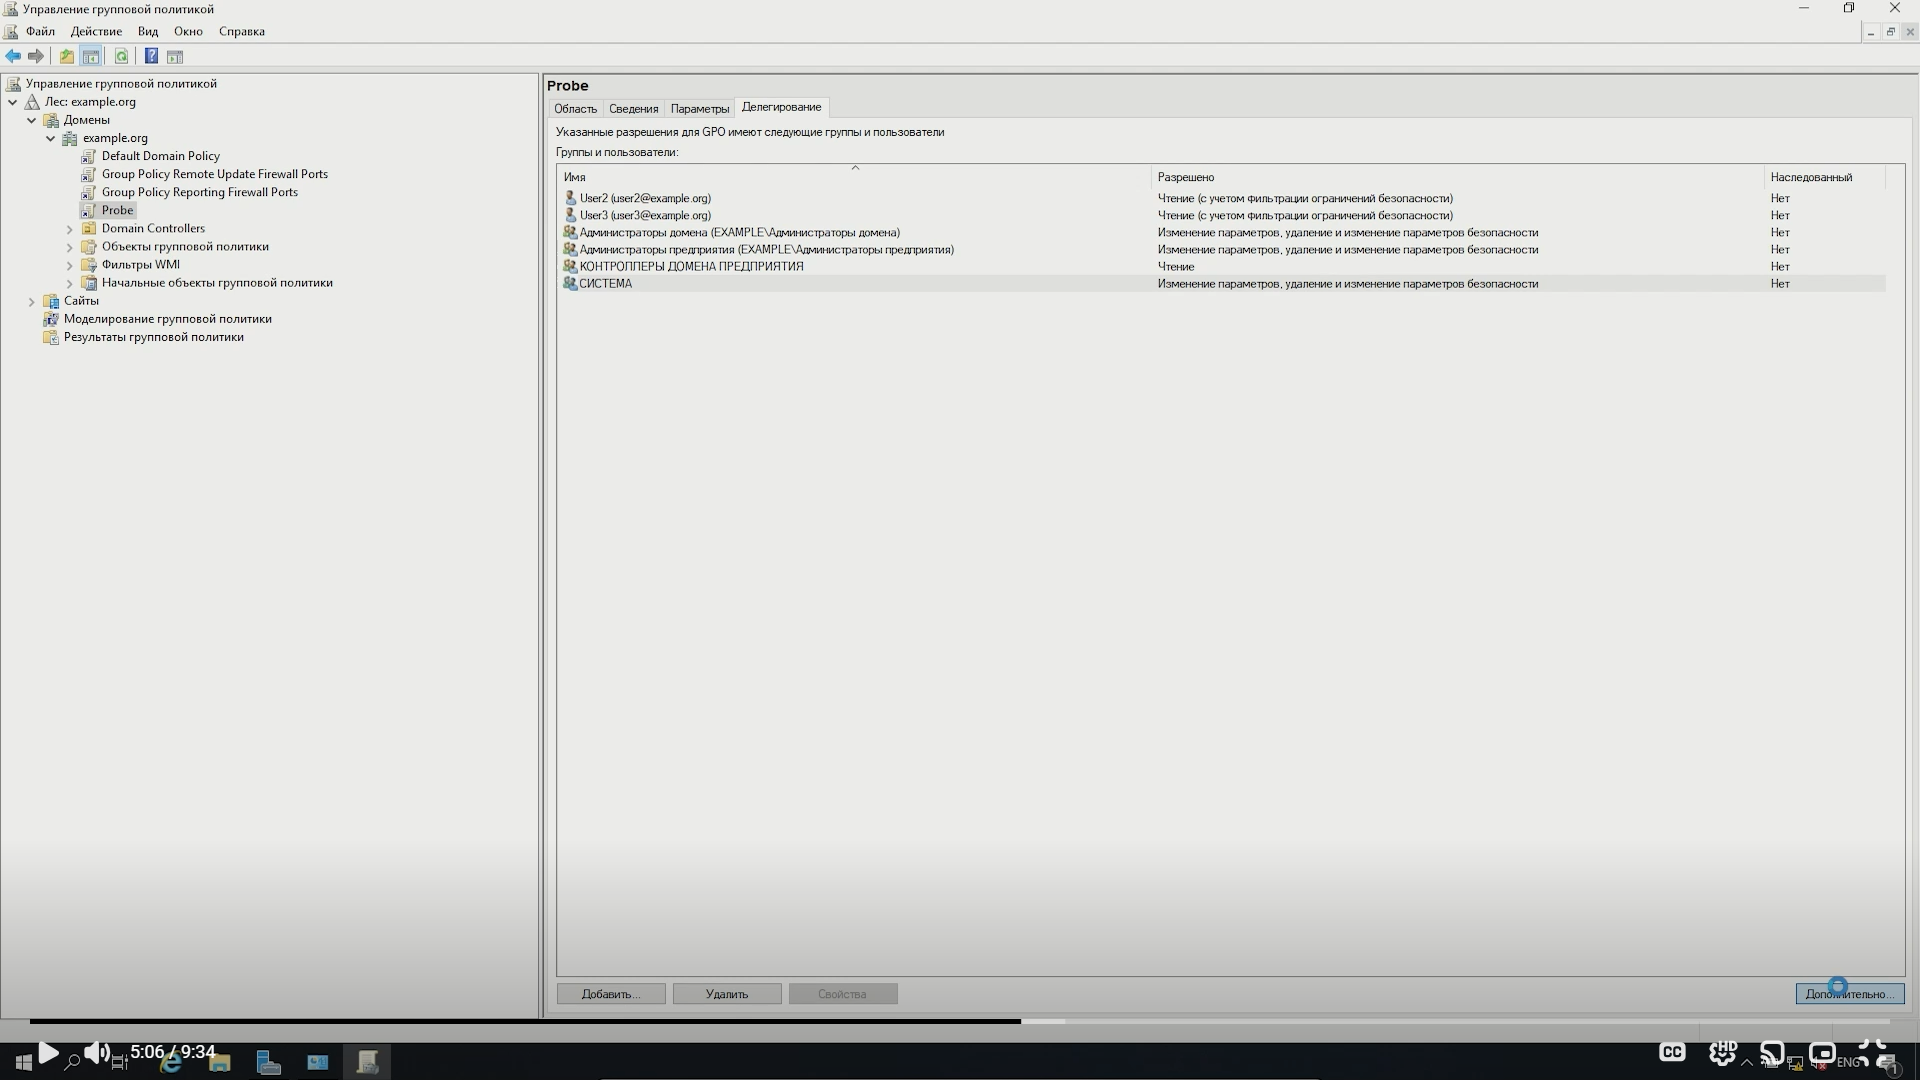 Управление групповой политикой
Файл Действие Вид Окно Справка
Управление групповой политикой
Лес: example.org
Домены
example.org
Default Domain Policy
Group Policy Remote Update Firewall Ports
Group Policy Reporting Firewall Ports
Probe
Domain Controllers
Объекты групповой политики
Фильтры WMI
Начальные объекты групповой политики
Сайты
Моделирование групповой политики
Результаты групповой политики
Probe
Область Сведения Параметры Делегирование
Указанные разрешения для GPO имеют следующие группы и пользователи
Группы и пользователи:
Имя Разрешено Наследованный
User2 (user2@example.org) Чтение (с учетом фильтрации ограничений безопасности) Нет
User3 (user3@example.org) Чтение (с учетом фильтрации ограничений безопасности) Нет
Администраторы домена (EXAMPLE\Администраторы домена) Изменение параметров, удаление и изменение параметров безопасности Нет
Администраторы предприятия (EXAMPLE\Администраторы предприятия) Изменение параметров, удаление и изменение параметров безопасности Нет
КОНТРОЛЛЕРЫ ДОМЕНА ПРЕДПРИЯТИЯ Чтение Нет
СИСТЕМА Изменение параметров, удаление и изменение параметров безопасности Нет
Добавить... Удалить Свойства Дополнительно...
5:06 / 9:34 CC HD ENG 1